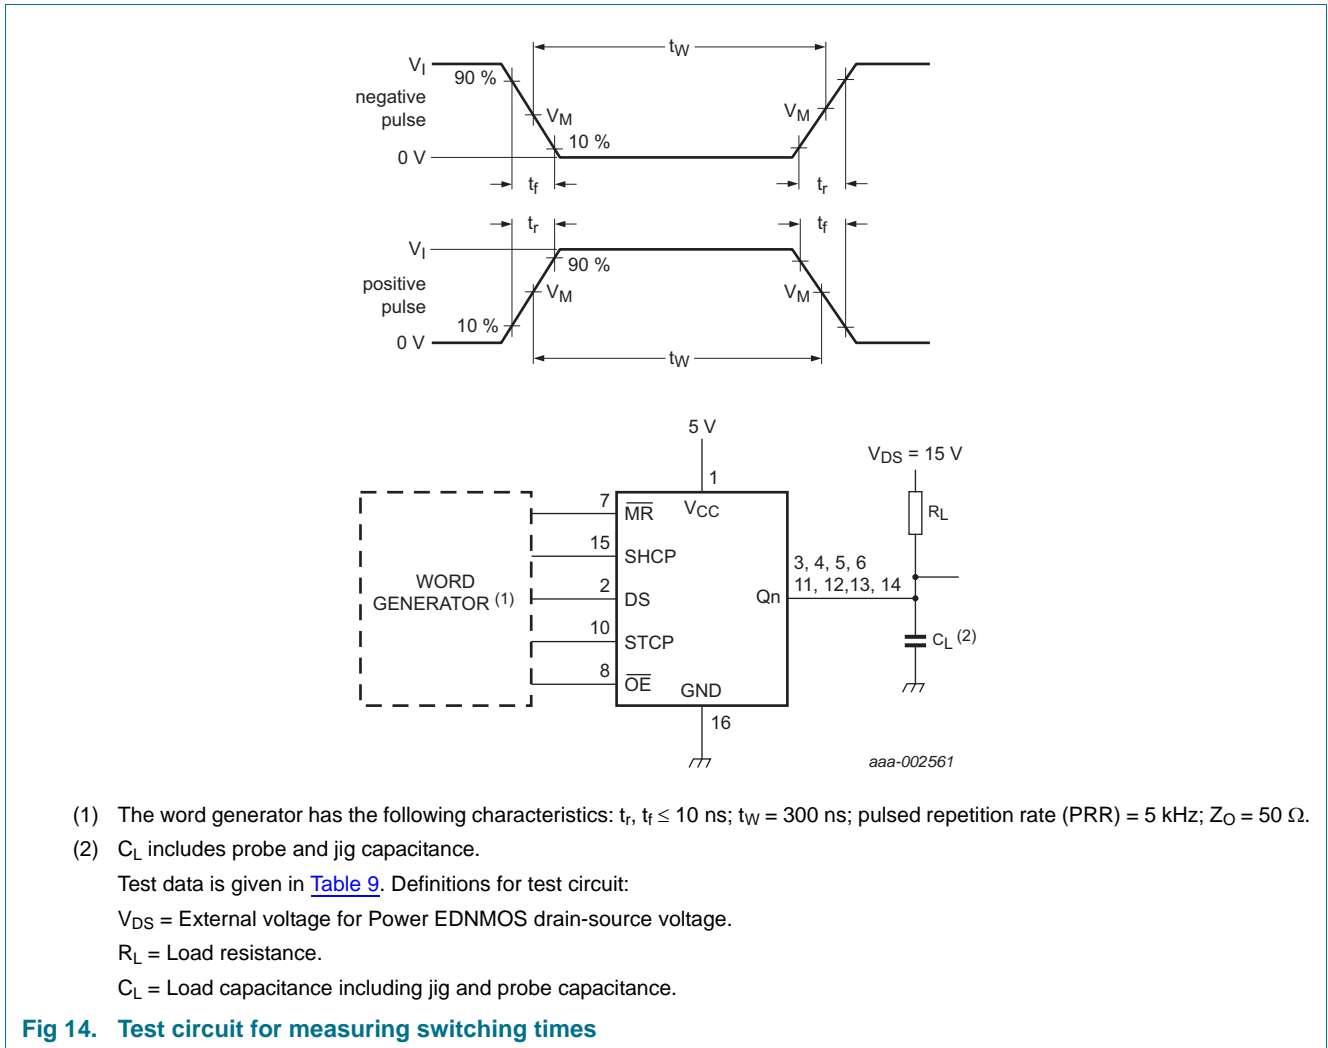 tW
VI
90 %
negative
pulse
VM
VM
10 %
0 V
tf
tr
tr
tf
VI
90 %
positive
pulse
VM
VM
10 %
0 V
tW
5 V
VDS = 15 V
1
7
MR
VCC
RL
15
SHCP
3, 4, 5, 6
WORD
GENERATOR (1)
2
DS
Qn
11, 12,13, 14
10
STCP
CL (2)
8
OE
GND
16
aaa-002561
(1) The word generator has the following characteristics: tr, tf ≤ 10 ns; tW = 300 ns; pulsed repetition rate (PRR) = 5 kHz; ZO = 50 Ω.
(2) CL includes probe and jig capacitance.
Test data is given in Table 9. Definitions for test circuit:
VDS = External voltage for Power EDNMOS drain-source voltage.
RL = Load resistance.
CL = Load capacitance including jig and probe capacitance.
Fig 14. Test circuit for measuring switching times